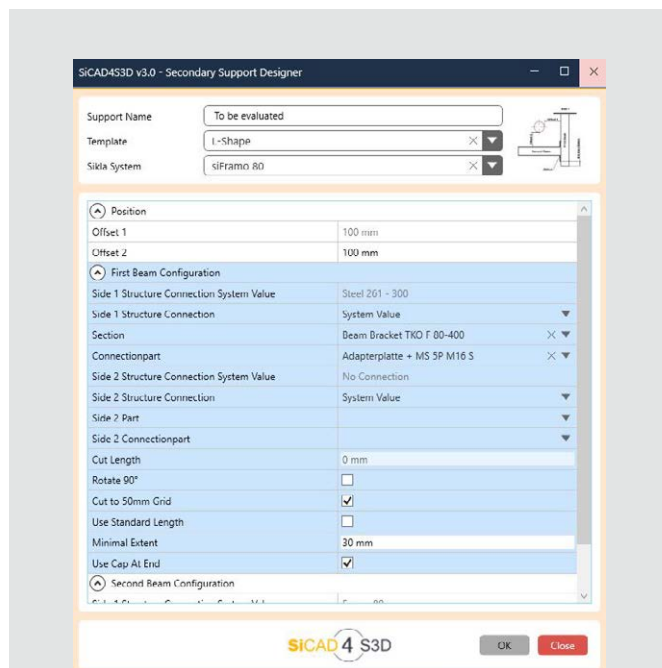 SiCAD4S3D v3.0 - Secondary Support Designer
Support Name To be evaluated
Template L-Shape
Sikla System siFramo 80
Position
Offset 1 100 mm
Offset 2 100 mm
First Beam Configuration
Side 1 Structure Connection System Value Steel 261 - 300
Side 1 Structure Connection System Value
Section Beam Bracket TKO F 80-400
Connectionpart Adapterplatte + MS 5P M16 S
Side 2 Structure Connection System Value No Connection
Side 2 Structure Connection System Value
Side 2 Part
Side 2 Connectionpart
Cut Length 0 mm
Rotate 90°
Cut to 50mm Grid
Use Standard Length
Minimal Extent 30 mm
Use Cap At End
Second Beam Configuration
SiCAD 4 S3D
OK Close